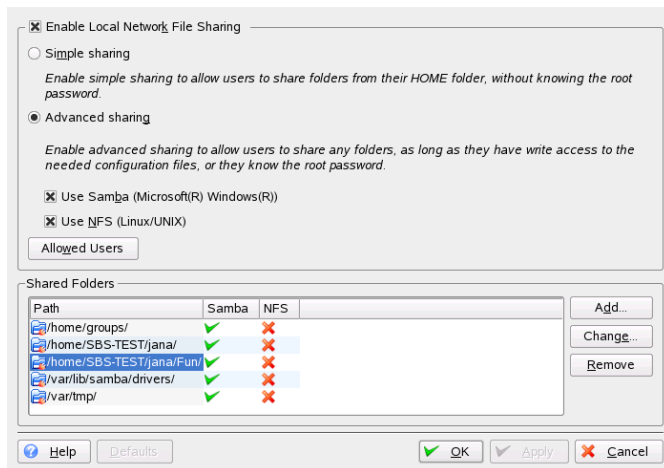 Enable Local Network File Sharing
Simple sharing
Enable simple sharing to allow users to share folders from their HOME folder, without knowing the root
password.
Advanced sharing
Enable advanced sharing to allow users to share any folders, as long as they have write access to the
needed configuration files, or they know the root password.
Use Samba (Microsoft(R) Windows(R))
Use NFS (Linux/UNIX)
Allowed Users
Shared Folders
Path Samba NFS
/home/groups/
/home/SBS-TEST/jana/
/home/SBS-TEST/jana/Fun/
/var/lib/samba/drivers/
/var/tmp/
Add...
Change...
Remove
Help Defaults OK Apply Cancel